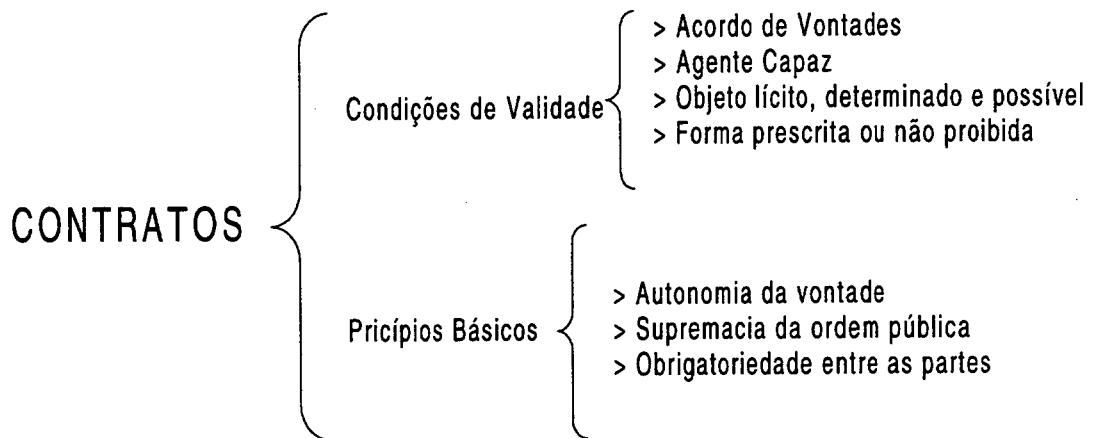 CONTRATOS
Condições de Validade
> Acordo de Vontades
> Agente Capaz
> Objeto lícito, determinado e possível
> Forma prescrita ou não proibida
Pricípios Básicos
> Autonomia da vontade
> Supremacia da ordem pública
> Obrigatoriedade entre as partes